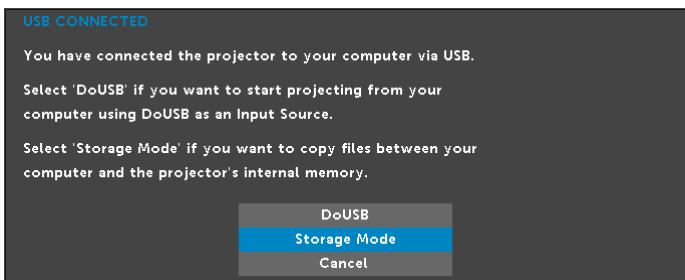 USB CONNECTED
You have connected the projector to your computer via USB.
Select 'DoUSB' if you want to start projecting from your
computer using DoUSB as an Input Source.
Select 'Storage Mode' if you want to copy files between your
computer and the projector's internal memory.
DoUSB
Storage Mode
Cancel